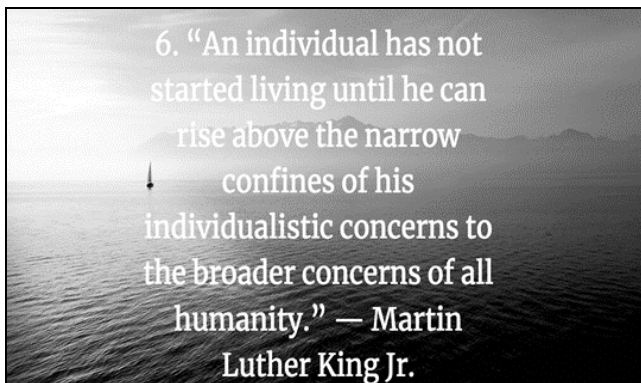 6. “An individual has not
started living until he can
rise above the narrow
confines of his
individualistic concerns to
the broader concerns of all
humanity.” — Martin
Luther King Jr.